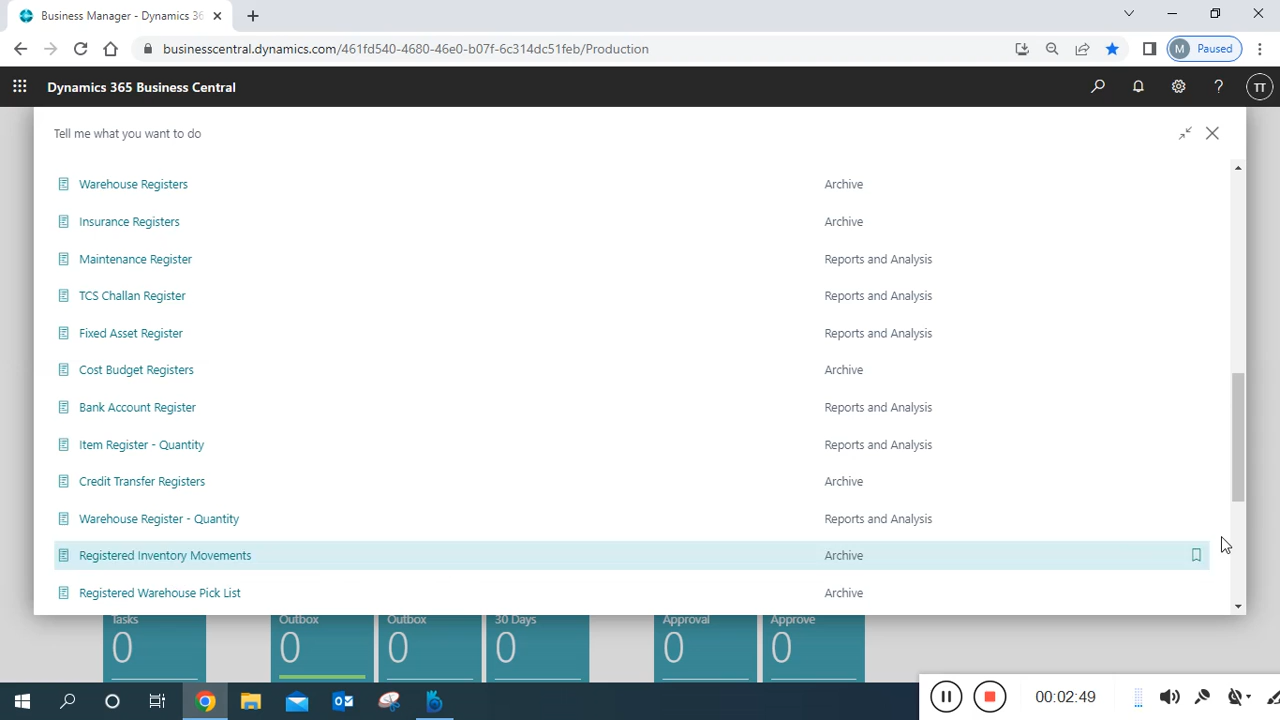 Business Manager - Dynamics 36
businesscentral.dynamics.com/461fd540-4680-46e0-b07f-6c314dc51feb/Production
M Paused
Dynamics 365 Business Central
? TT
Tell me what you want to do
Warehouse Registers Archive
Insurance Registers Archive
Maintenance Register Reports and Analysis
TCS Challan Register Reports and Analysis
Fixed Asset Register Reports and Analysis
Cost Budget Registers Archive
Bank Account Register Reports and Analysis
Item Register - Quantity Reports and Analysis
Credit Transfer Registers Archive
Warehouse Register - Quantity Reports and Analysis
Registered Inventory Movements Archive
Registered Warehouse Pick List Archive
Tasks Outbox Outbox 30 Days Approval Approve
0 0 0 0 0 0
00:02:49